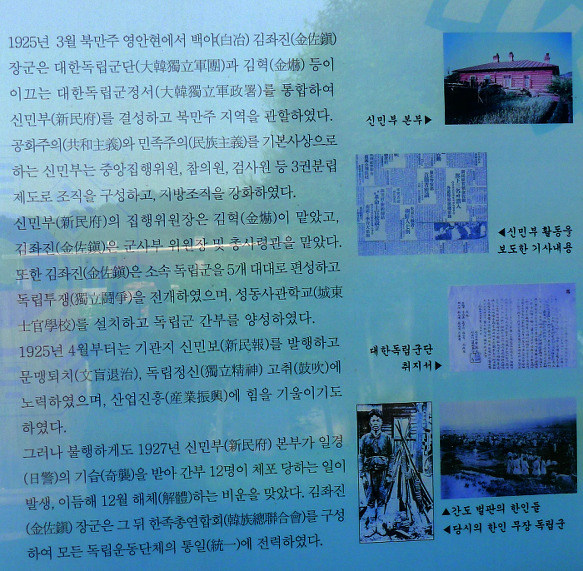 1925년 3월 북만주 영안현에서 백야(白冶) 김좌진(金佐鎭)
장군은 대한독립군단(大韓獨立軍團)과 김혁(金爀) 등이
이끄는 대한독립군정서(大韓獨立軍政署)를 통합하여
신민부(新民府)를 결성하고 북만주 지역을 관할하였다.
공화주의(共和主義)와 민족주의(民族主義)를 기본사상으로
하는 신민부는 중앙집행위원, 참의원, 검사원 등 3권분립
제도로 조직을 구성하고, 지방조직을 강화하였다.
신민부(新民府)의 집행위원장은 김혁(金爀)이 맡았고,
김좌진(金佐鎭)은 군사부 위원장 및 총사령관을 맡았다.
또한 김좌진(金佐鎭)은 소속 독립군을 5개 대대로 편성하고
독립투쟁(獨立鬪爭)을 전개하였으며, 성동사관학교(城東
士官學校)를 설치하고 독립군 간부를 양성하였다.
1925년 4월부터는 기관지 신민보(新民報)를 발행하고
문맹퇴치(文盲退治), 독립정신(獨立精神) 고취(鼓吹)에
노력하였으며, 산업진흥(産業振興)에 힘을 기울이기도
하였다.
그러나 불행하게도 1927년 신민부(新民府) 본부가 일경
(日警)의 기습(奇襲)을 받아 간부 12명이 체포 당하는 일이
발생, 이듬해 12월 해체(解體)하는 비운을 맞았다. 김좌진
(金佐鎭) 장군은 그 뒤 한족총연합회(韓族總聯合會)를 구성
하여 모든 독립운동단체의 통일(統一)에 전력하였다.
신민부 본부▶
◀신민부 활동을
보도한 기사내용
대한독립군단
취지서▶
▲간도 벌판의 한인들
◀당시의 한인 무장 독립군